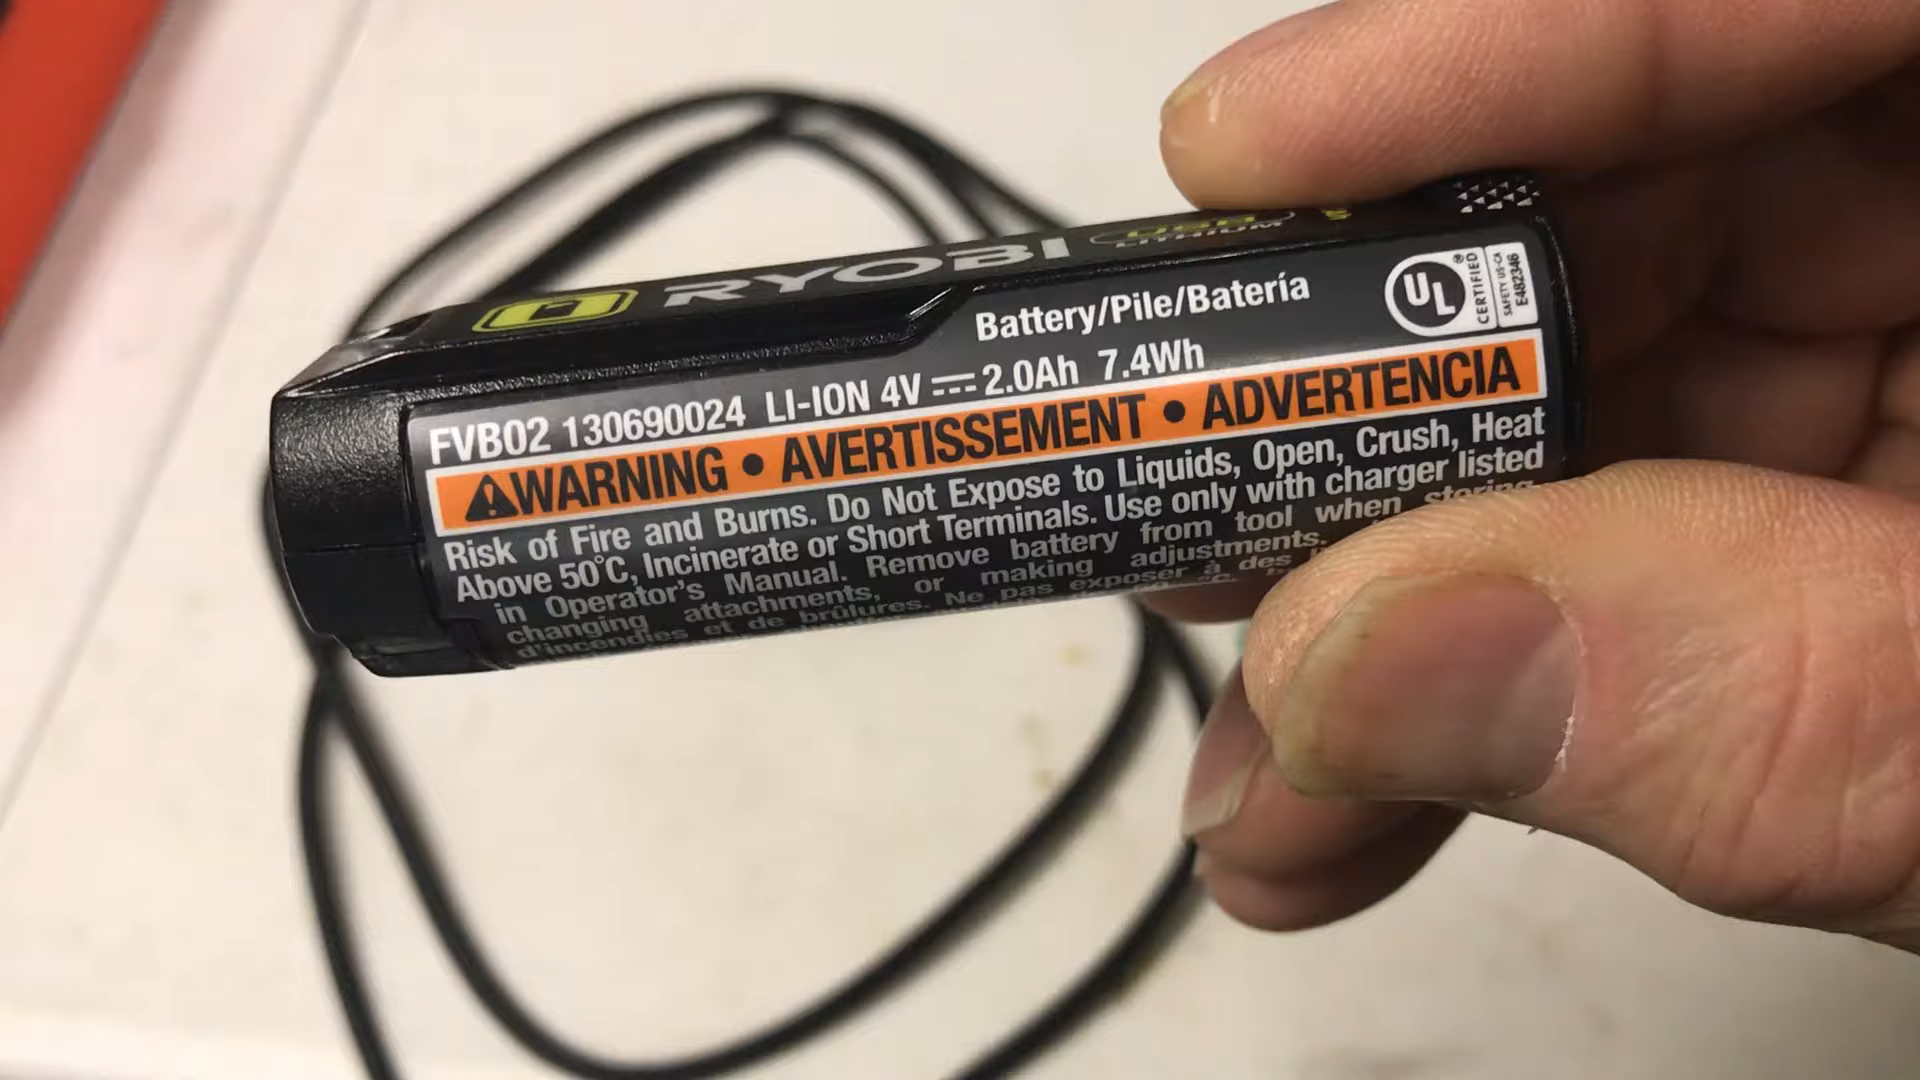 RYOBI
USB
LITHIUM
Battery/Pile/Batería
UL
CERTIFIED
SAFETY US-CA
E482346
FVB02 130690024 LI-ION 4V 2.0Ah 7.4Wh
WARNING • AVERTISSEMENT • ADVERTENCIA
Risk of Fire and Burns. Do Not Expose to Liquids, Open, Crush, Heat
Above 50°C, Incinerate or Short Terminals. Use only with charger listed
in Operator's Manual. Remove battery from tool when storing,
changing attachments, or making adjustments.
d'incendies et de brûlures. Ne pas exposer à des